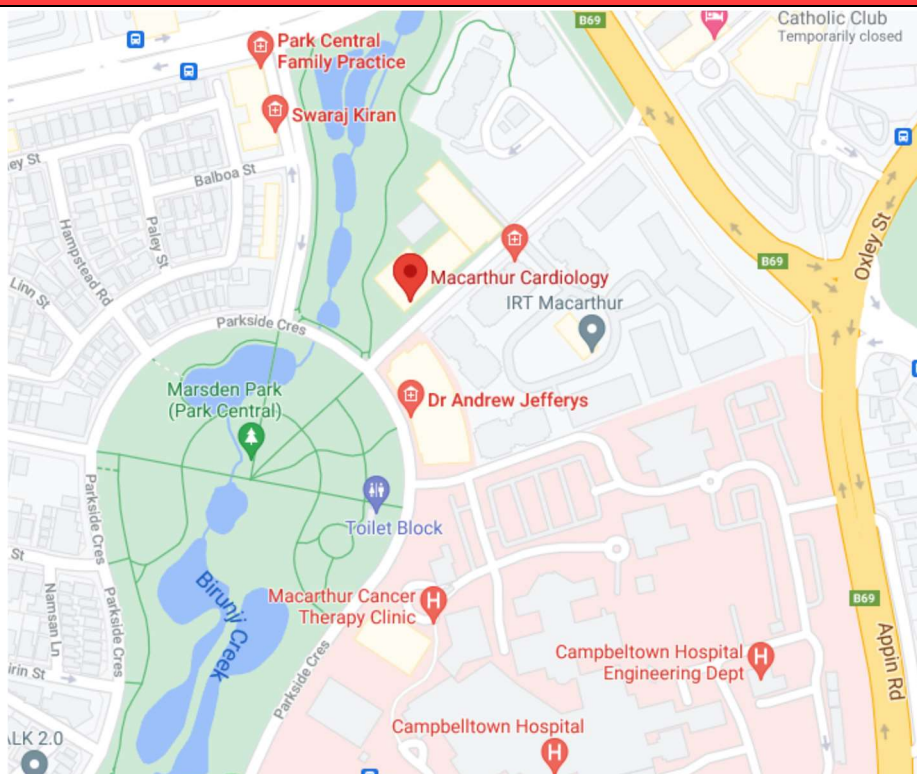 B69
Catholic Club
Temporarily closed
Park Central
Family Practice
Swaraj Kiran
ey St
Balboa St
Paley St
Hampstead Rd
Linn St
Oxley St
B69
Macarthur Cardiology
IRT Macarthur
Parkside Cres
Marsden Park
(Park Central)
Dr Andrew Jefferys
Parkside Cres
Toilet Block
St
Namsan Ln
Parkside Cres
Birunji Creek
Macarthur Cancer
Therapy Clinic
H
B69
Appin Rd
irin St
Parkside Cres
Campbeltown Hospital
Engineering Dept
H
Campbelltown Hospital
H
ALK 2.0